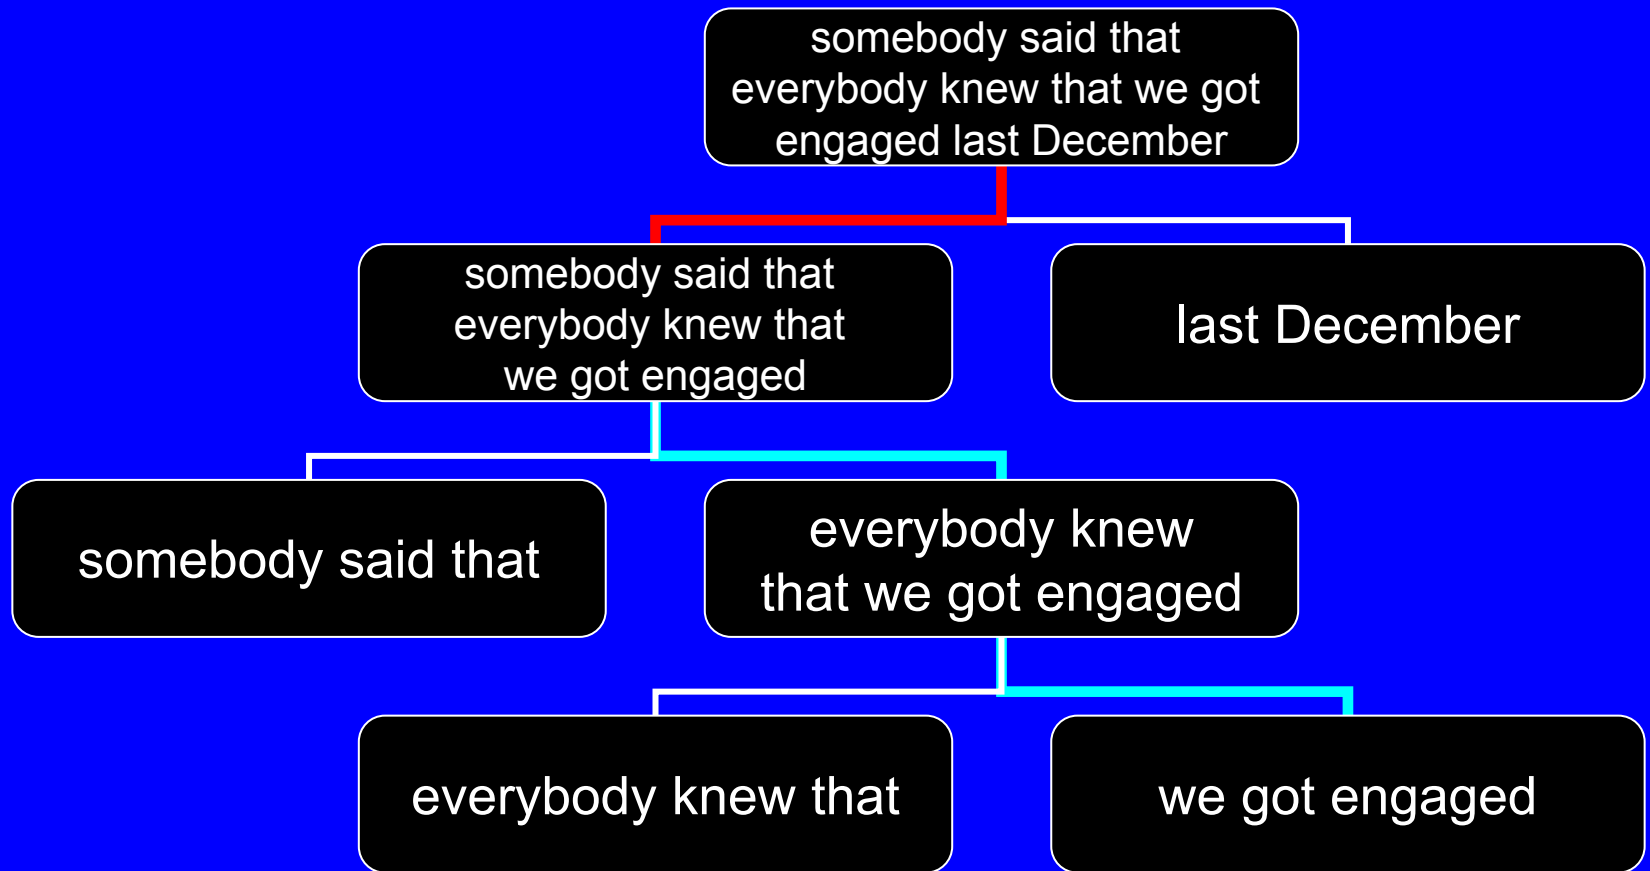 somebody said that
everybody knew that we got
engaged last December
somebody said that
everybody knew that
we got engaged
last December
somebody said that
everybody knew
that we got engaged
everybody knew that
we got engaged